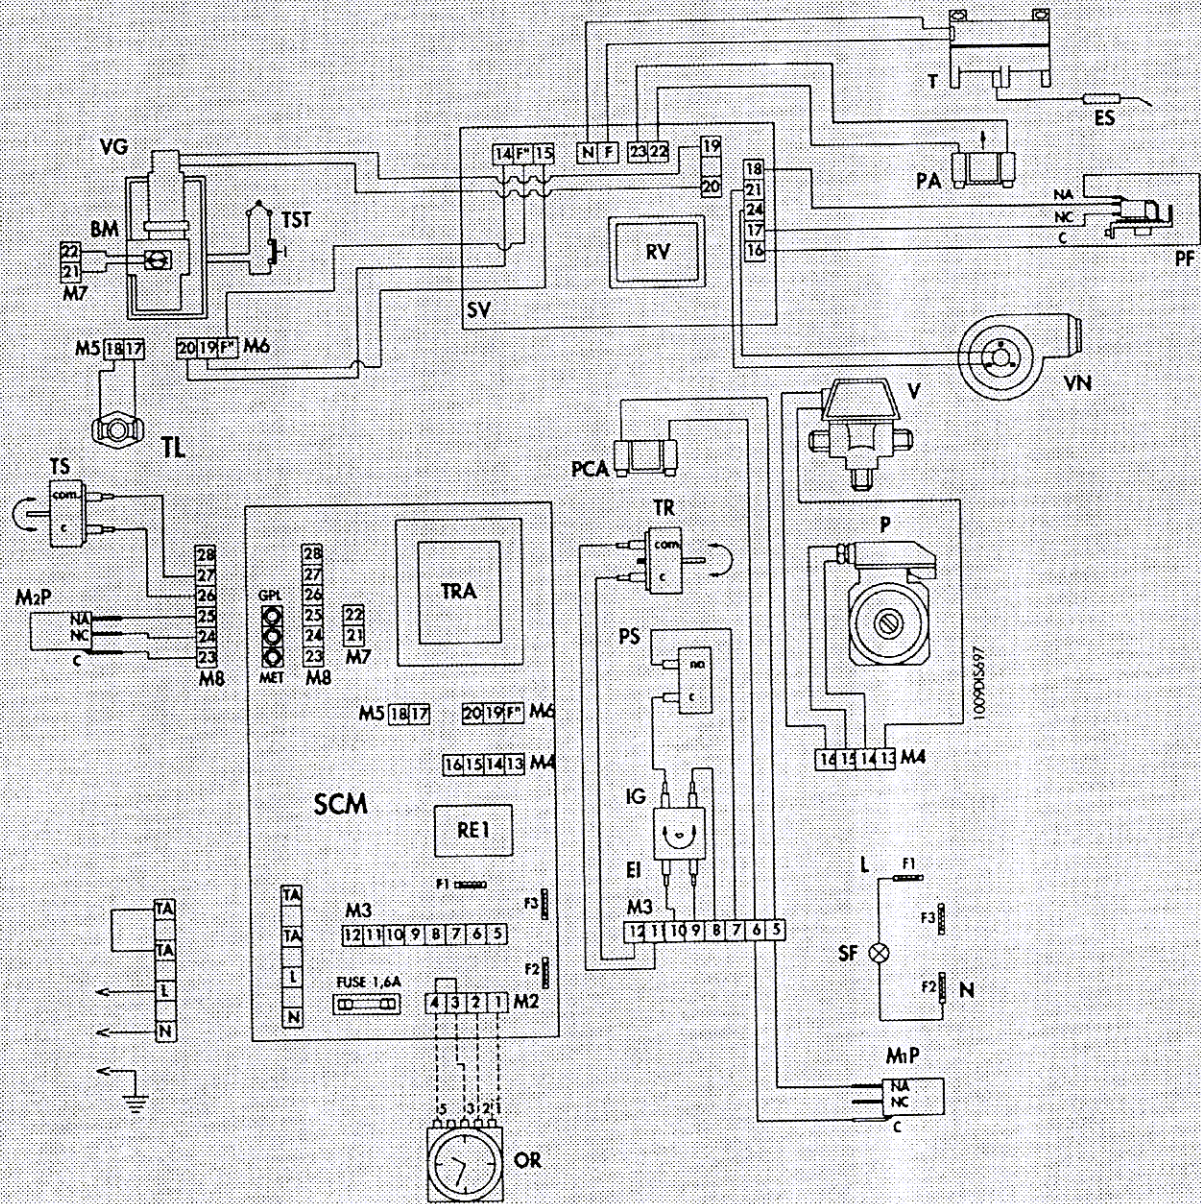 T
ES
VG
14 F" 15
N F
23 22
19
20
18
21
24
17
16
PA
NA
NC
C
PF
TST
BM
22
21
M7
RV
SV
M5 18 17
20 19 F" M6
VN
V
TL
PCA
TS
com.
c
TR
com
c
P
28
27
26
25
24
23
M8
M2P
NA
NC
C
GPL
MET
28
27
26
25
24
23
M8
22
21
M7
TRA
PS
na
c
1009DIS697
M5 18 17
20 19 F" M6
16 15 14 13 M4
16 15 14 13 M4
SCM
RE1
IG
EI
F1
F3
F2
L
F1
F3
SF
F2
N
TA
TA
L
N
TA
TA
L
N
M3
12 11 10 9 8 7 6 5
M3
12 11 10 9 8 7 6 5
FUSE 1,6A
4 3 2 1 M2
M1P
NA
NC
C
5 3 2 1
OR